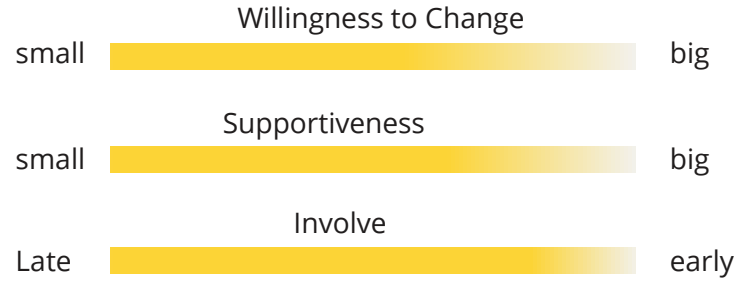 Willingness to Change
small big
Supportiveness
small big
Involve
Late early